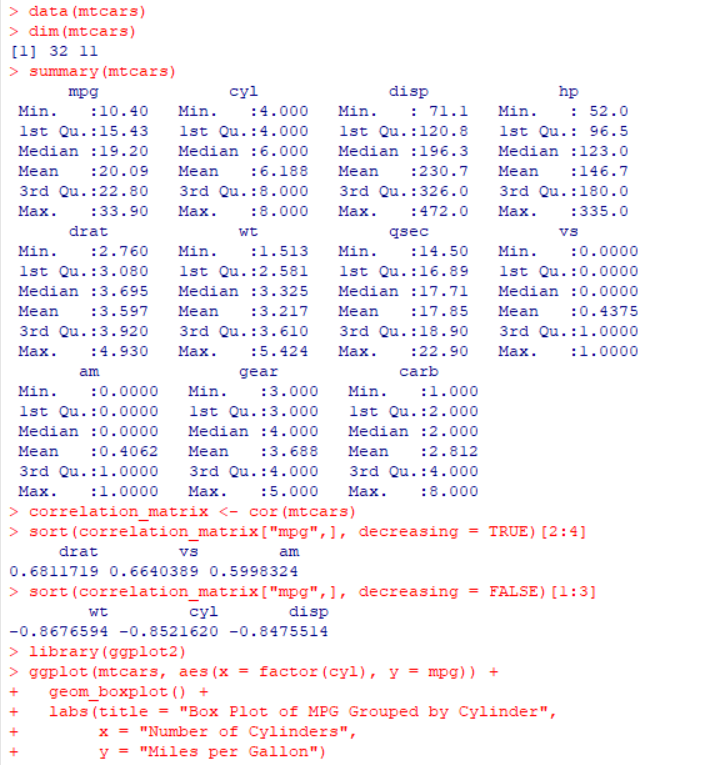 > data(mtcars)
> dim(mtcars)
[1] 32 11
> summary(mtcars)
      mpg             cyl             disp             hp
 Min.   :10.40   Min.   :4.000   Min.   : 71.1   Min.   : 52.0
 1st Qu.:15.43   1st Qu.:4.000   1st Qu.:120.8   1st Qu.: 96.5
 Median :19.20   Median :6.000   Median :196.3   Median :123.0
 Mean   :20.09   Mean   :6.188   Mean   :230.7   Mean   :146.7
 3rd Qu.:22.80   3rd Qu.:8.000   3rd Qu.:326.0   3rd Qu.:180.0
 Max.   :33.90   Max.   :8.000   Max.   :472.0   Max.   :335.0
      drat             wt             qsec             vs
 Min.   :2.760   Min.   :1.513   Min.   :14.50   Min.   :0.0000
 1st Qu.:3.080   1st Qu.:2.581   1st Qu.:16.89   1st Qu.:0.0000
 Median :3.695   Median :3.325   Median :17.71   Median :0.0000
 Mean   :3.597   Mean   :3.217   Mean   :17.85   Mean   :0.4375
 3rd Qu.:3.920   3rd Qu.:3.610   3rd Qu.:18.90   3rd Qu.:1.0000
 Max.   :4.930   Max.   :5.424   Max.   :22.90   Max.   :1.0000
       am              gear            carb
 Min.   :0.0000   Min.   :3.000   Min.   :1.000
 1st Qu.:0.0000   1st Qu.:3.000   1st Qu.:2.000
 Median :0.0000   Median :4.000   Median :2.000
 Mean   :0.4062   Mean   :3.688   Mean   :2.812
 3rd Qu.:1.0000   3rd Qu.:4.000   3rd Qu.:4.000
 Max.   :1.0000   Max.   :5.000   Max.   :8.000
> correlation_matrix <- cor(mtcars)
> sort(correlation_matrix["mpg",], decreasing = TRUE)[2:4]
     drat        vs        am
0.6811719 0.6640389 0.5998324
> sort(correlation_matrix["mpg",], decreasing = FALSE)[1:3]
        wt        cyl       disp
-0.8676594 -0.8521620 -0.8475514
> library(ggplot2)
> ggplot(mtcars, aes(x = factor(cyl), y = mpg)) +
+   geom_boxplot() +
+   labs(title = "Box Plot of MPG Grouped by Cylinder",
+        x = "Number of Cylinders",
+        y = "Miles per Gallon")